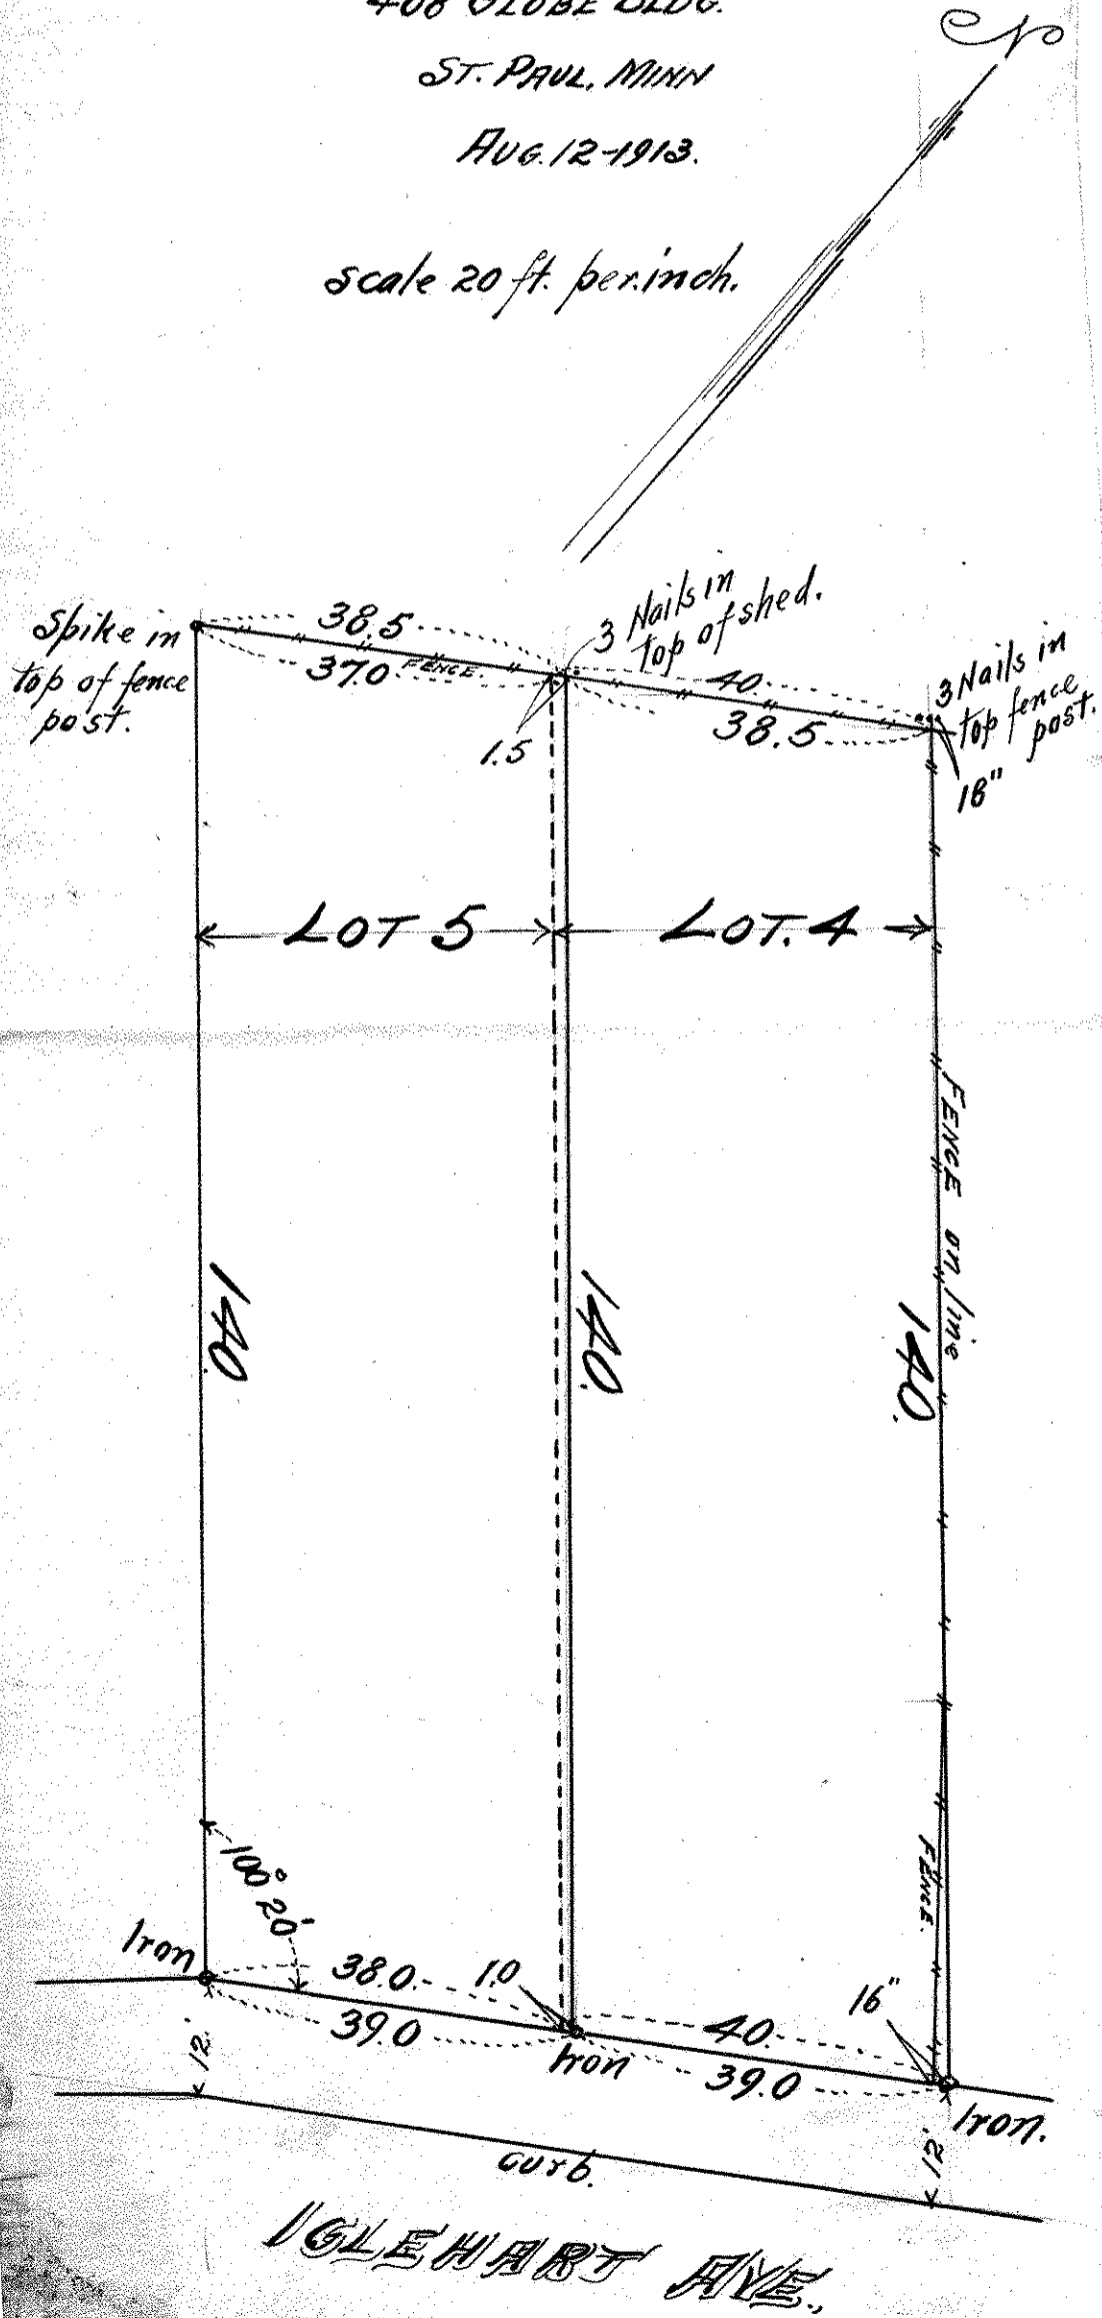 408 GLOBE BLDG.
ST. PAUL, MINN
AUG. 12-1913.
N
Scale 20 ft. per. inch.
Spike in
top of fence
post.
38.5
37.0 FENCE.
1.5
3 Nails in
top of shed.
40.
38.5
3 Nails in
top fence
post.
18"
LOT 5
LOT. 4
FENCE on line
140.
140.
140.
100° 20'
FENCE.
Iron
38.0
39.0
1.0
Iron
40.
39.0
16"
Iron.
12.'
12'
curb.
IGLEHART AVE.